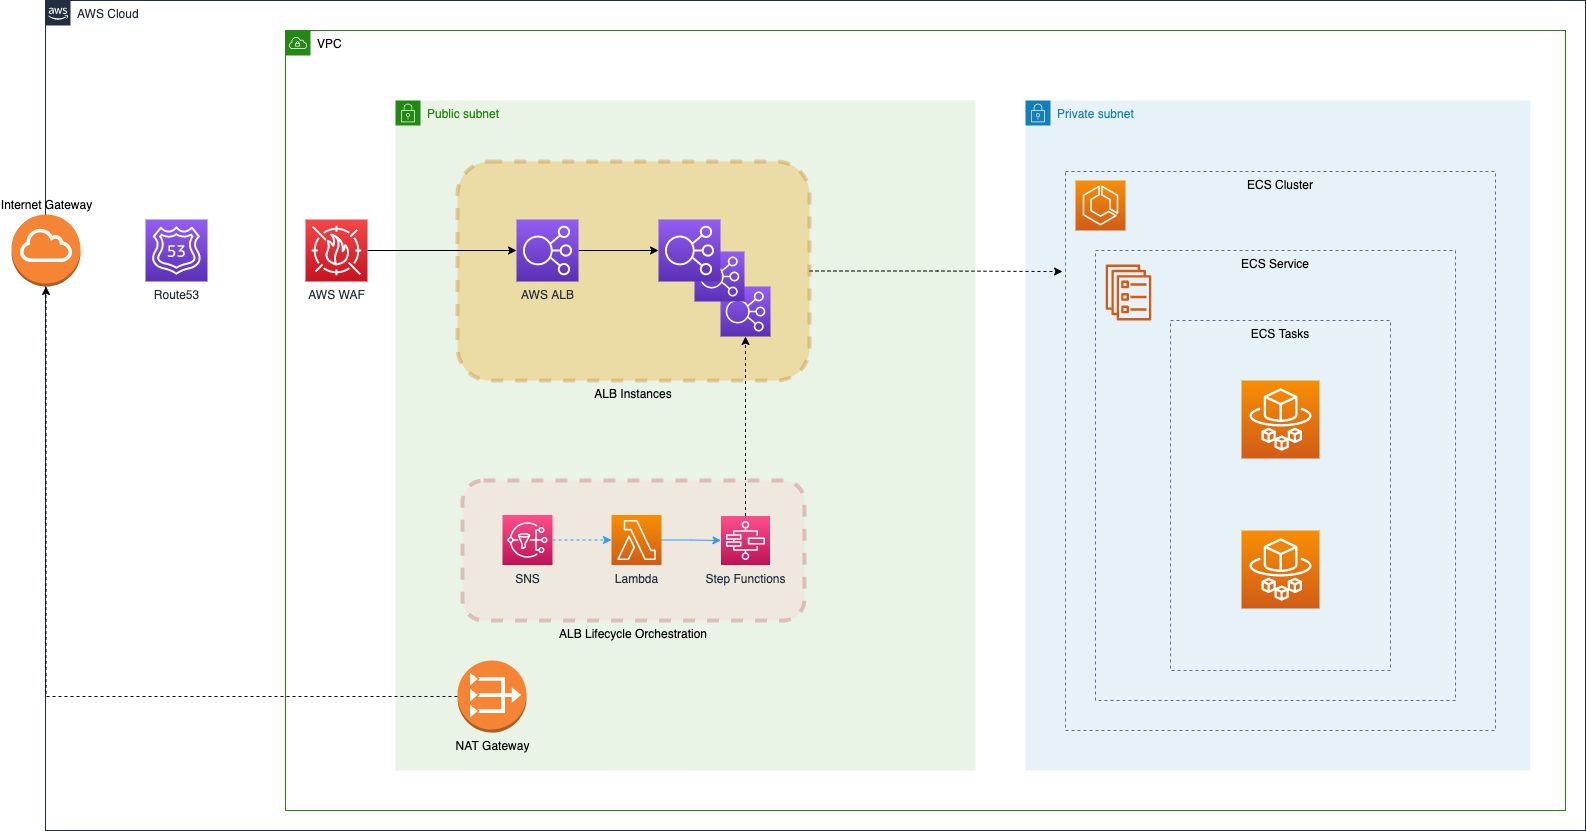 aws
AWS Cloud
VPC
Public subnet
Private subnet
ECS Cluster
Internet Gateway
53
Route53
AWS WAF
AWS ALB
ECS Service
ECS Tasks
ALB Instances
SNS
Lambda
Step Functions
ALB Lifecycle Orchestration
NAT Gateway